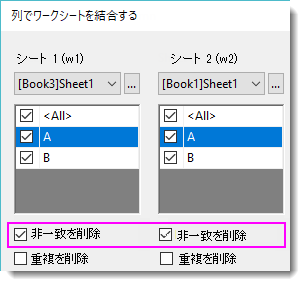 列でワークシートを結合する
シート 1 (w1) シート 2 (w2)
[Book3]Sheet1 ... [Book1]Sheet1 ...
<All> <All>
A A
B B
非一致を削除 非一致を削除
重複を削除 重複を削除